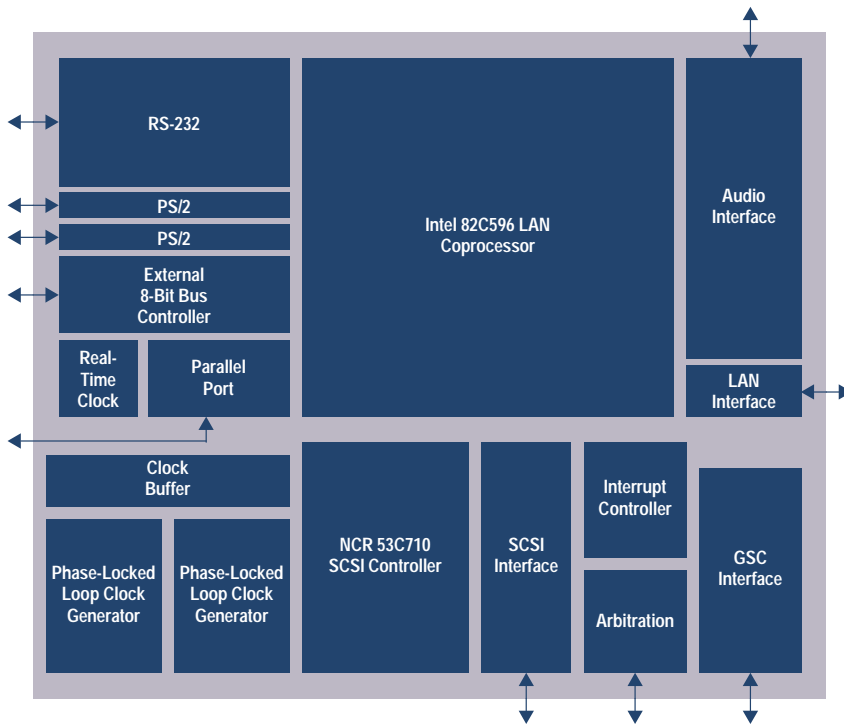 RS-232
PS/2
PS/2
External
8-Bit Bus
Controller
Real-
Time
Clock
Parallel
Port
Intel 82C596 LAN
Coprocessor
Audio
Interface
LAN
Interface
Clock
Buffer
Phase-Locked
Loop Clock
Generator
Phase-Locked
Loop Clock
Generator
NCR 53C710
SCSI Controller
SCSI
Interface
Interrupt
Controller
Arbitration
GSC
Interface